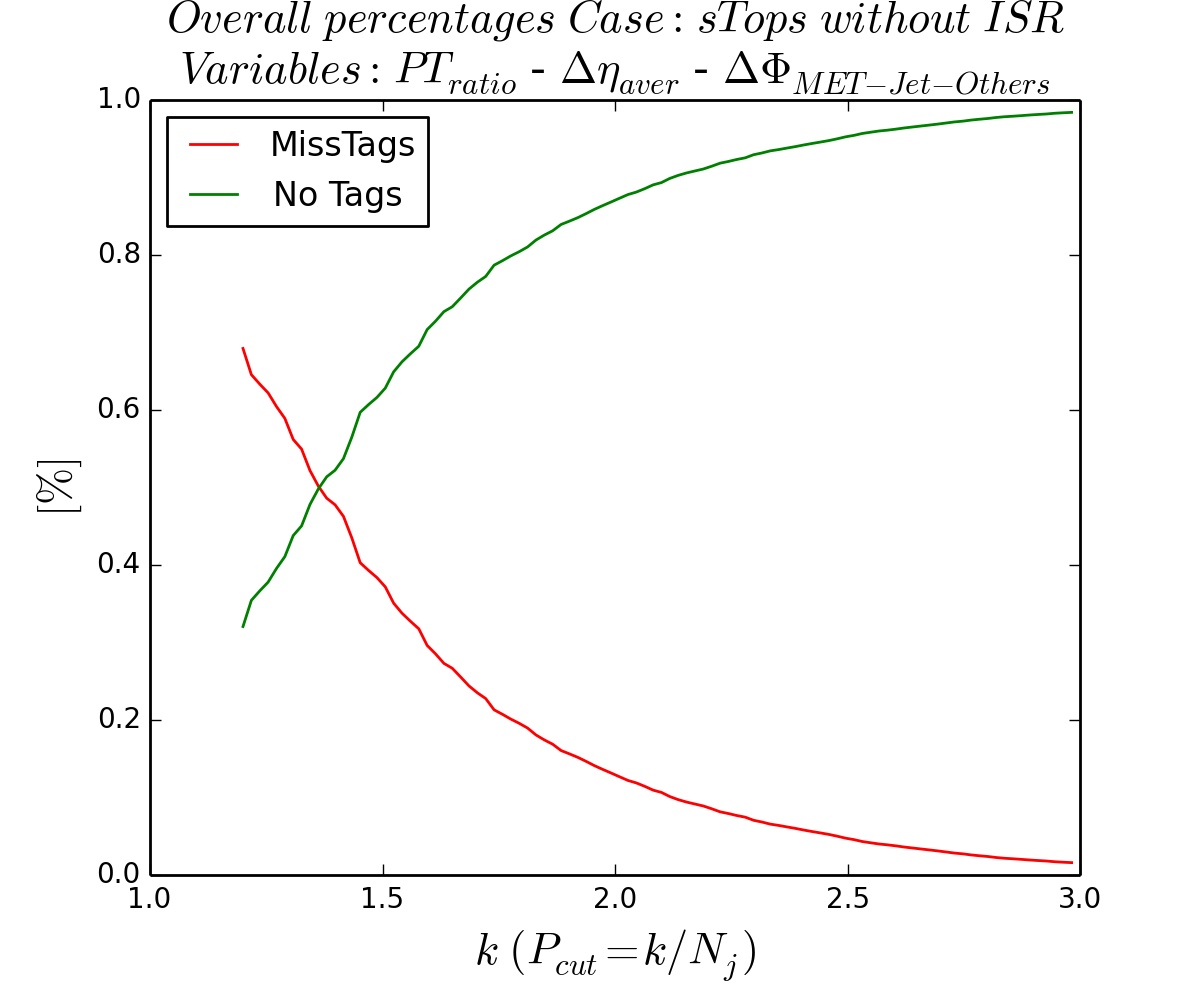 Overall percentages Case: sTops without ISR
Variables: PT_ratio - Δη_aver - ΔΦ_MET−Jet−Others
MissTags
No Tags
1.0
0.8
0.6
0.4
0.2
0.0
[%]
1.0 1.5 2.0 2.5 3.0
k (P_cut = k/N_j)